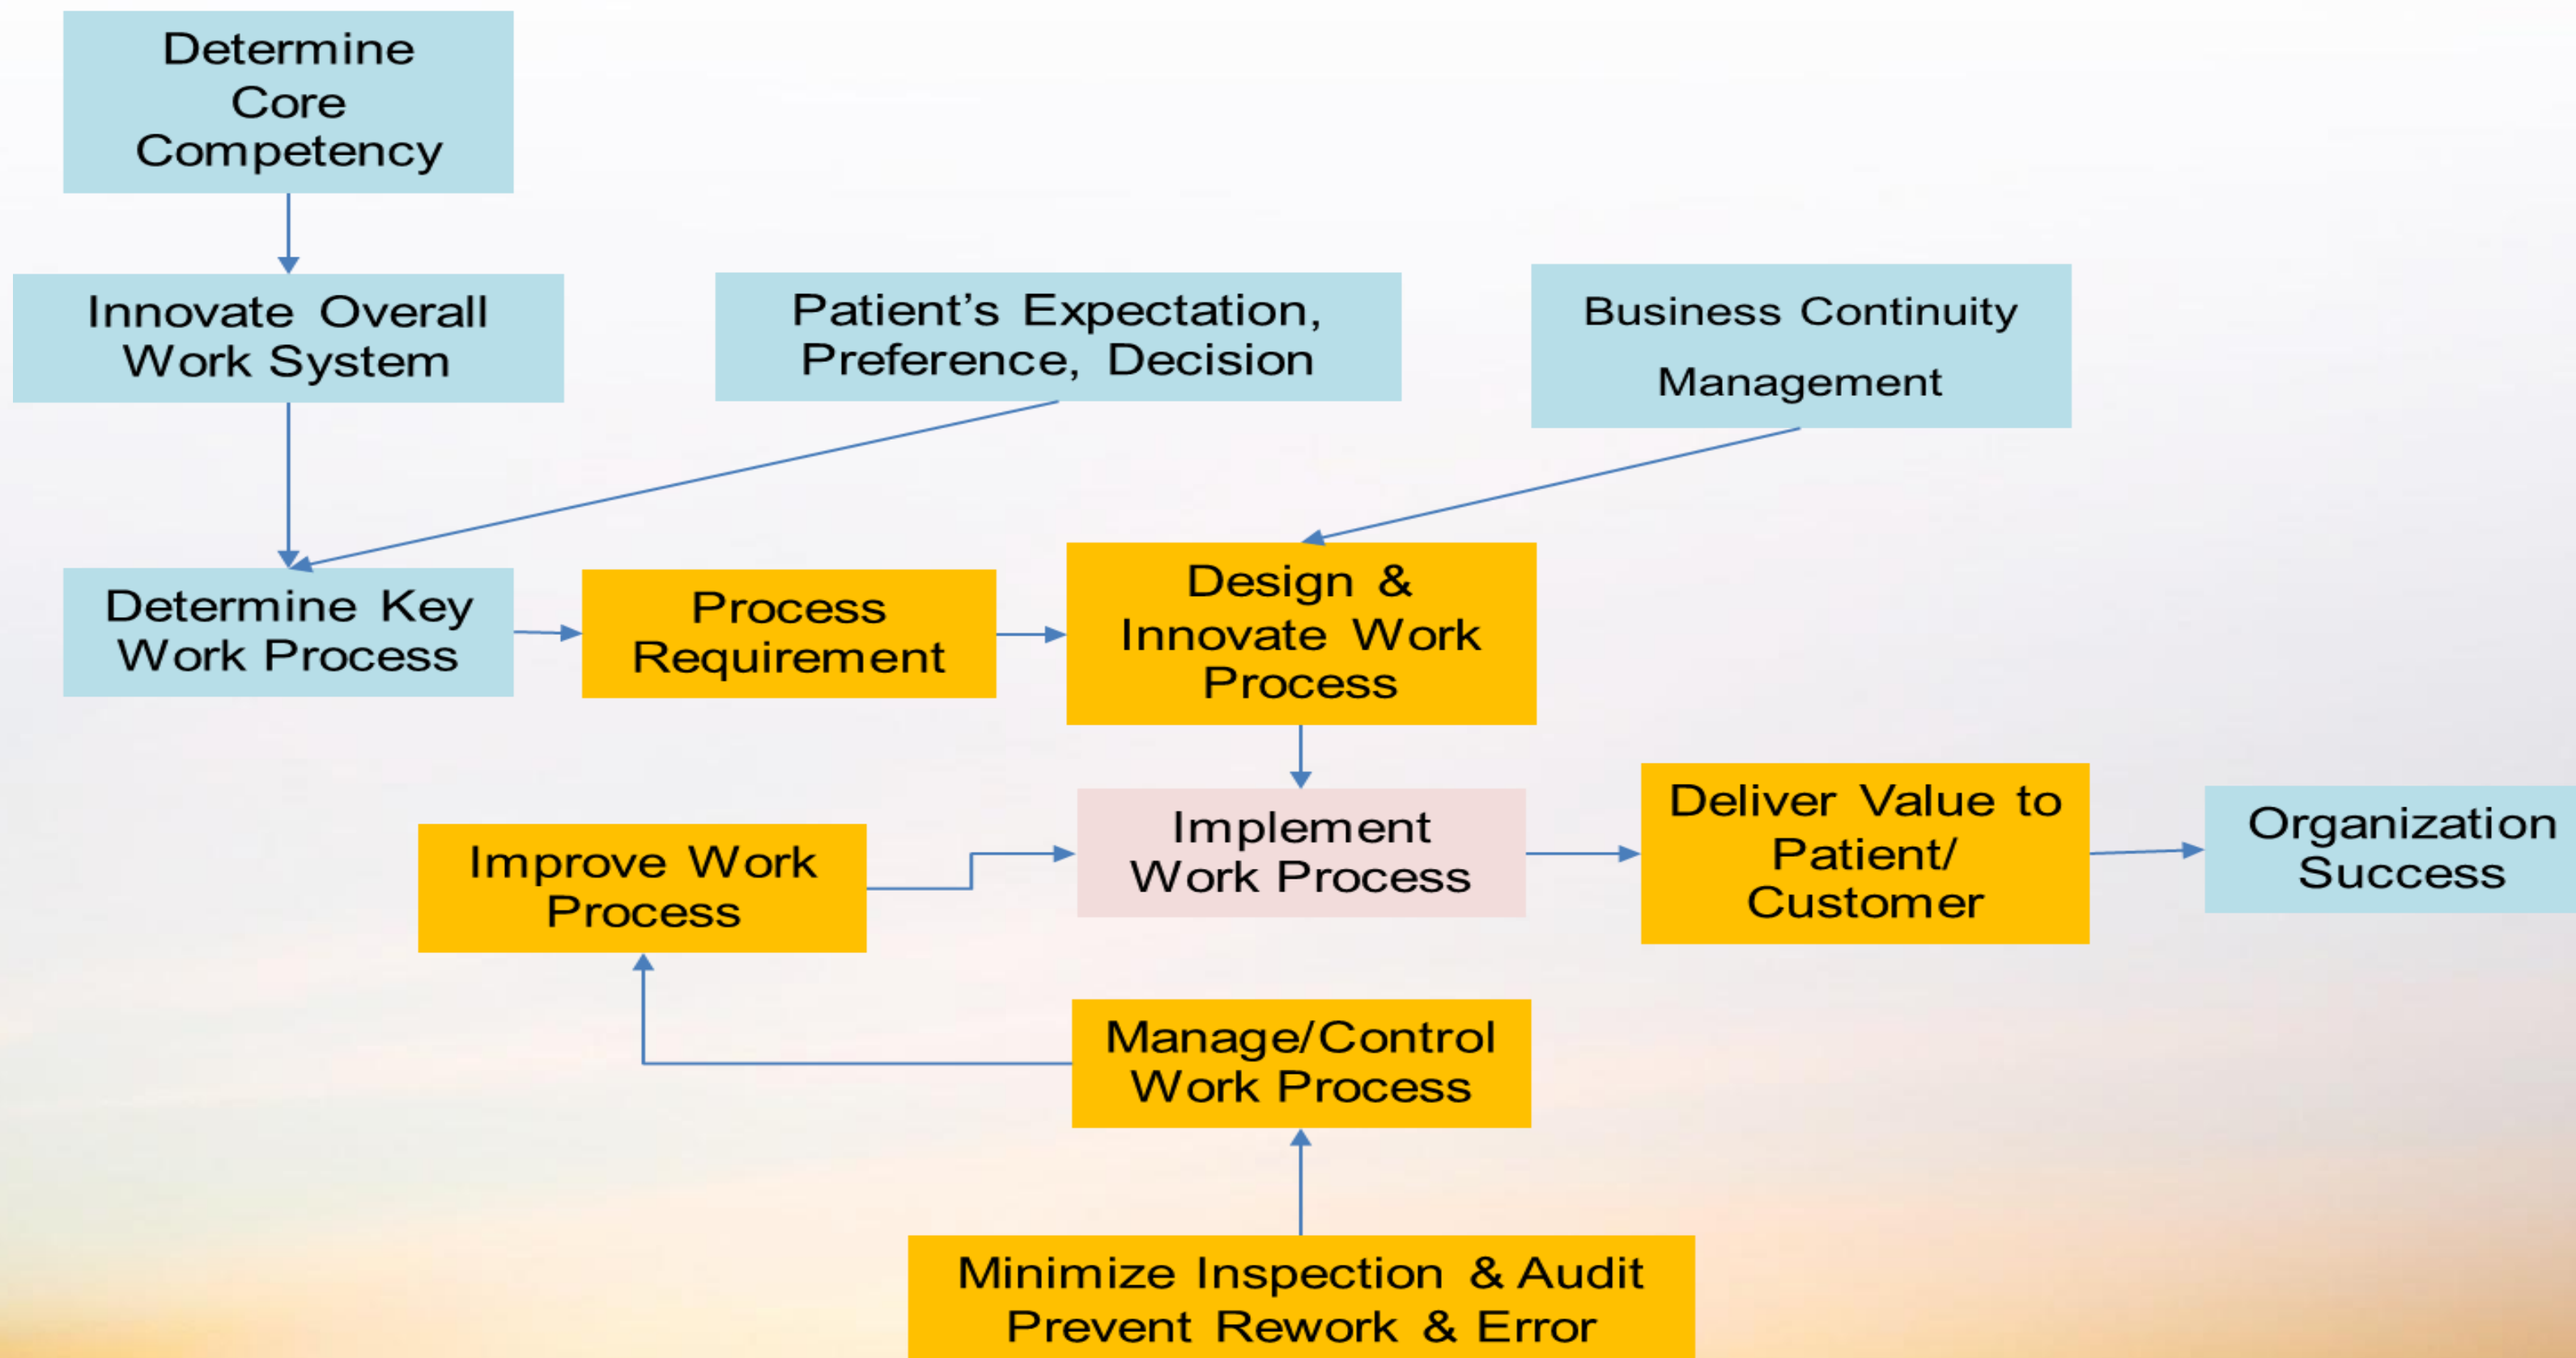 Determine
Core
Competency
Innovate Overall
Work System
Patient’s Expectation,
Preference, Decision
Business Continuity
Management
Determine Key
Work Process
Process
Requirement
Design &
Innovate Work
Process
Improve Work
Process
Implement
Work Process
Deliver Value to
Patient/
Customer
Organization
Success
Manage/Control
Work Process
Minimize Inspection & Audit
Prevent Rework & Error